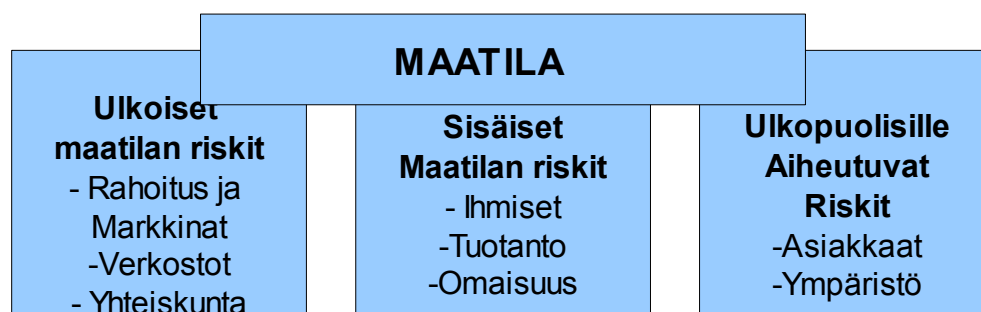 MAATILA
Ulkoiset
maatilan riskit
- Rahoitus ja
Markkinat
-Verkostot
- Yhteiskunta
Sisäiset
Maatilan riskit
- Ihmiset
-Tuotanto
-Omaisuus
Ulkopuolisille
Aiheutuvat
Riskit
-Asiakkaat
-Ympäristö